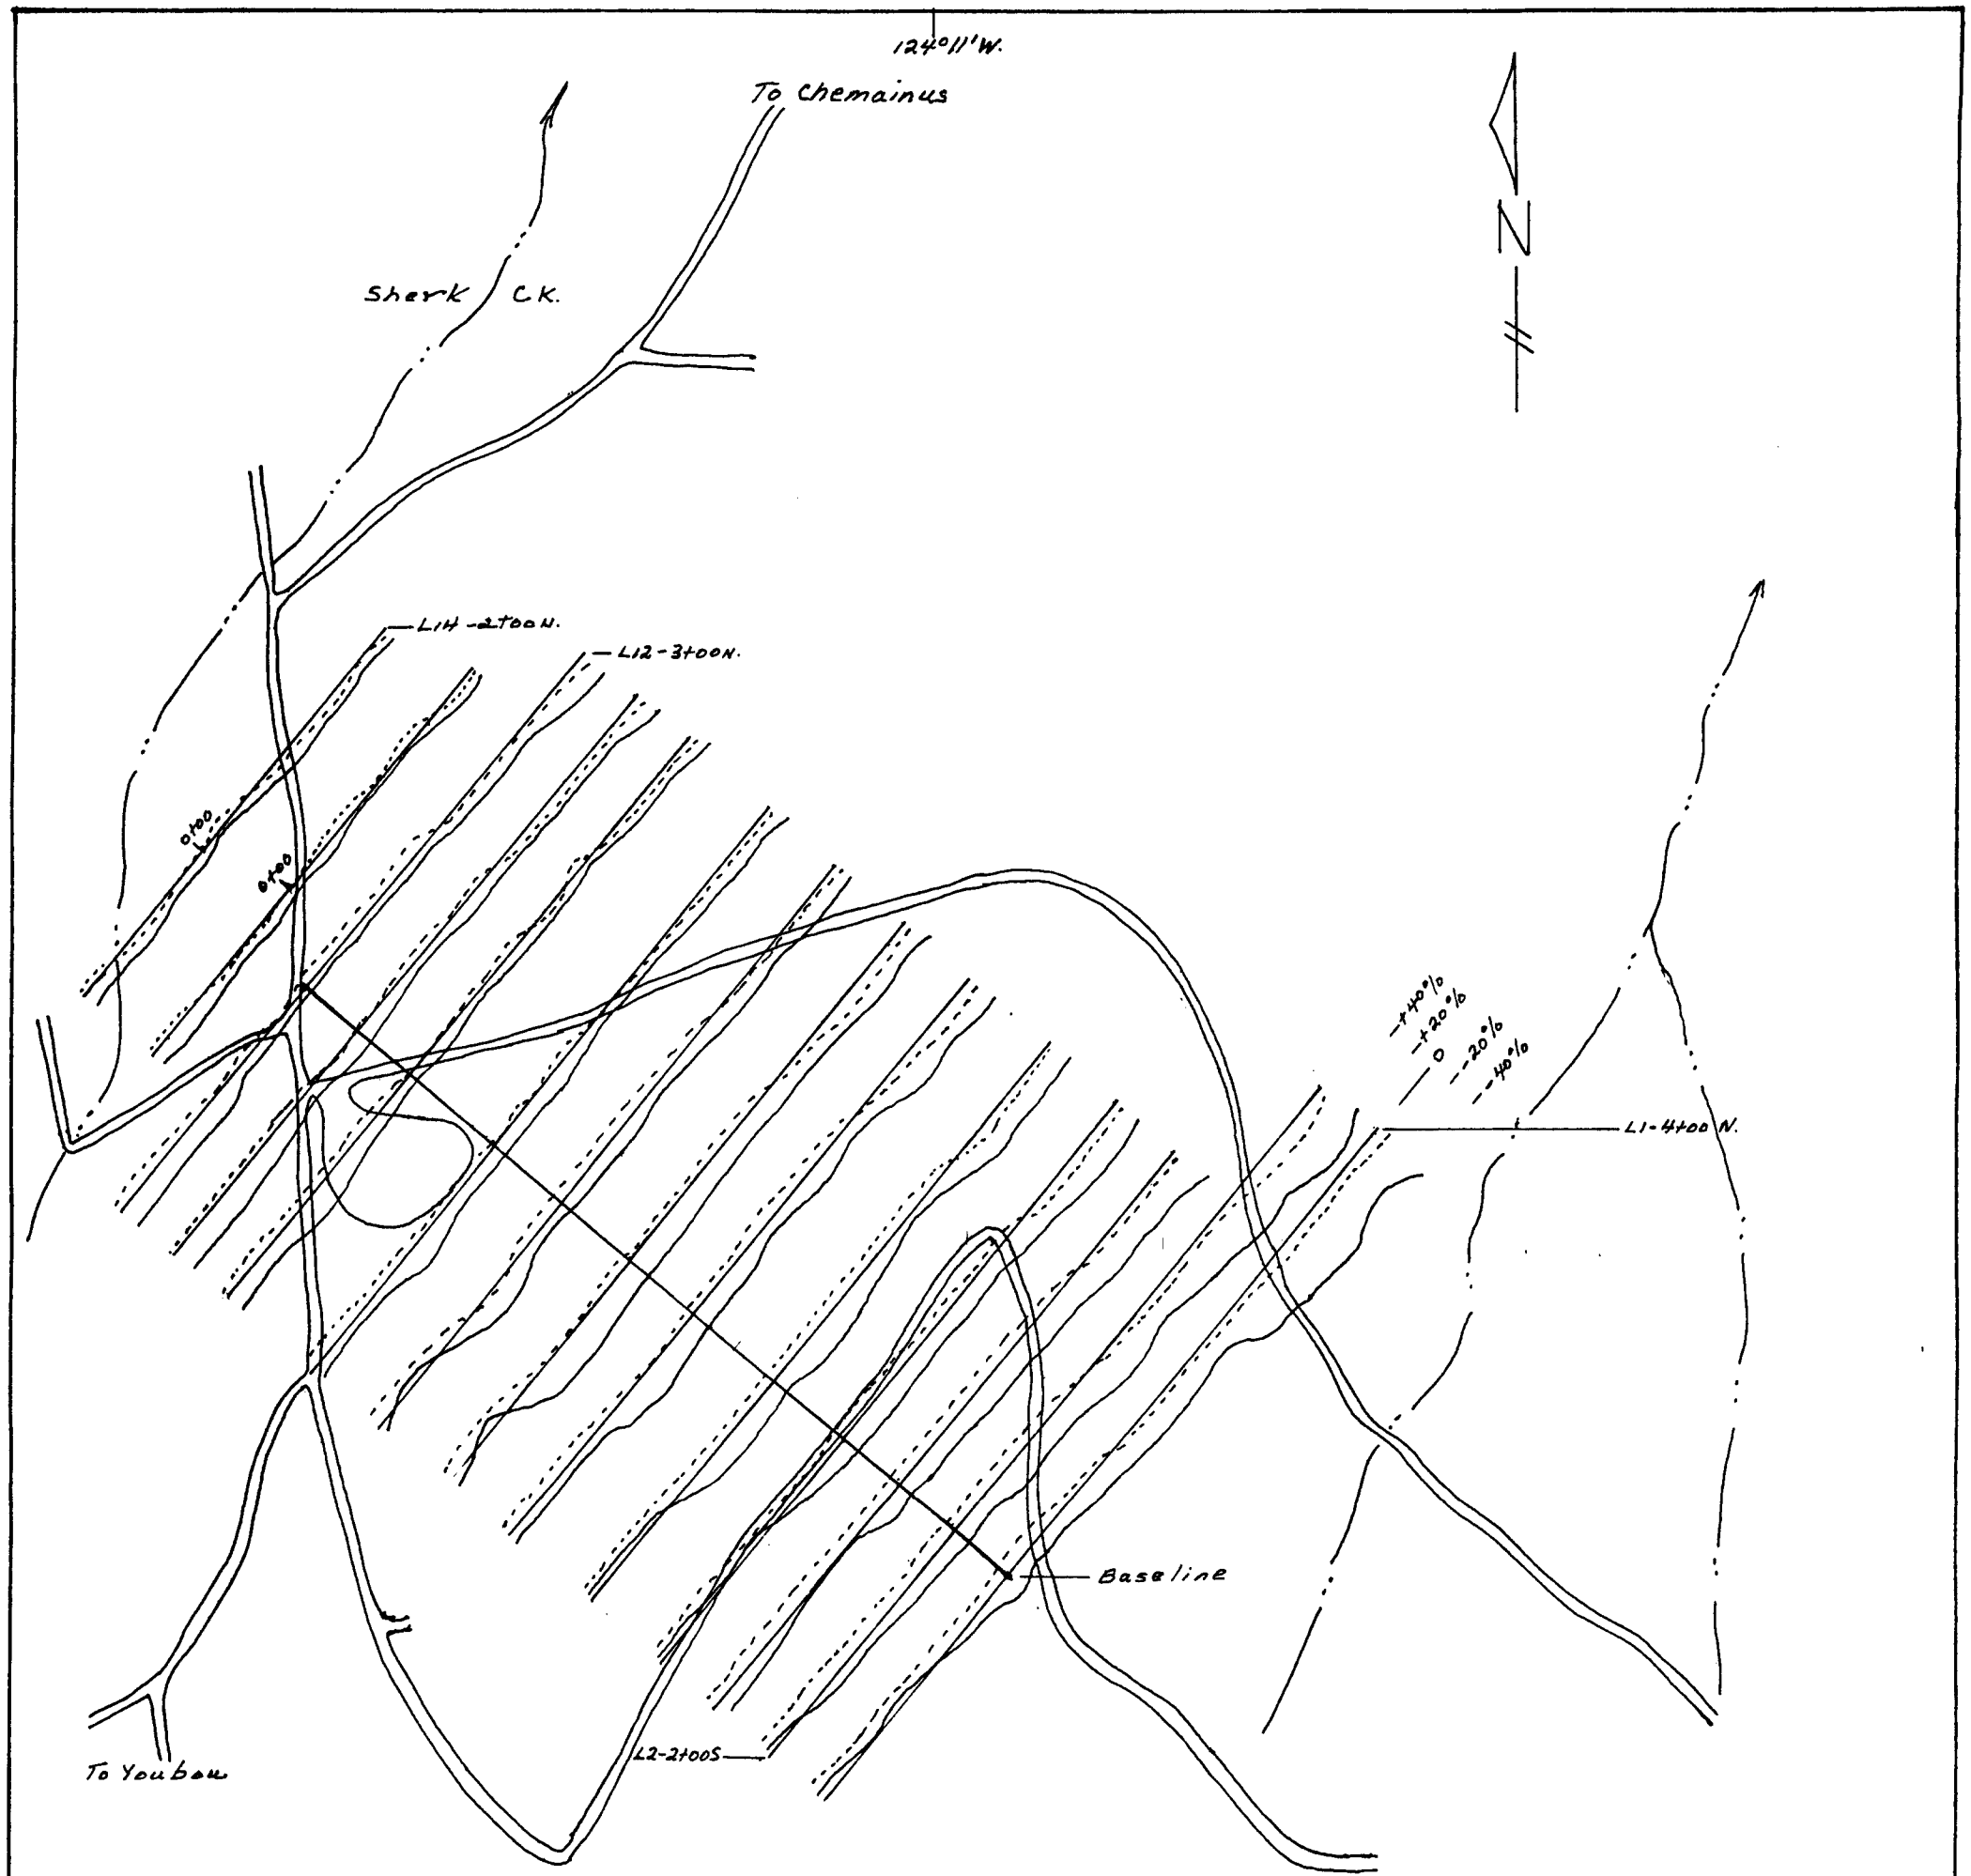 124°11'W.
To Chemainus
N
Sherk CK.
L14-2+00N.
L12-3+00N.
0+00
0+00
+40%
+20%
0
-20%
-40%
L1-4+00 N.
Baseline
L2-2+00S
To Youbou